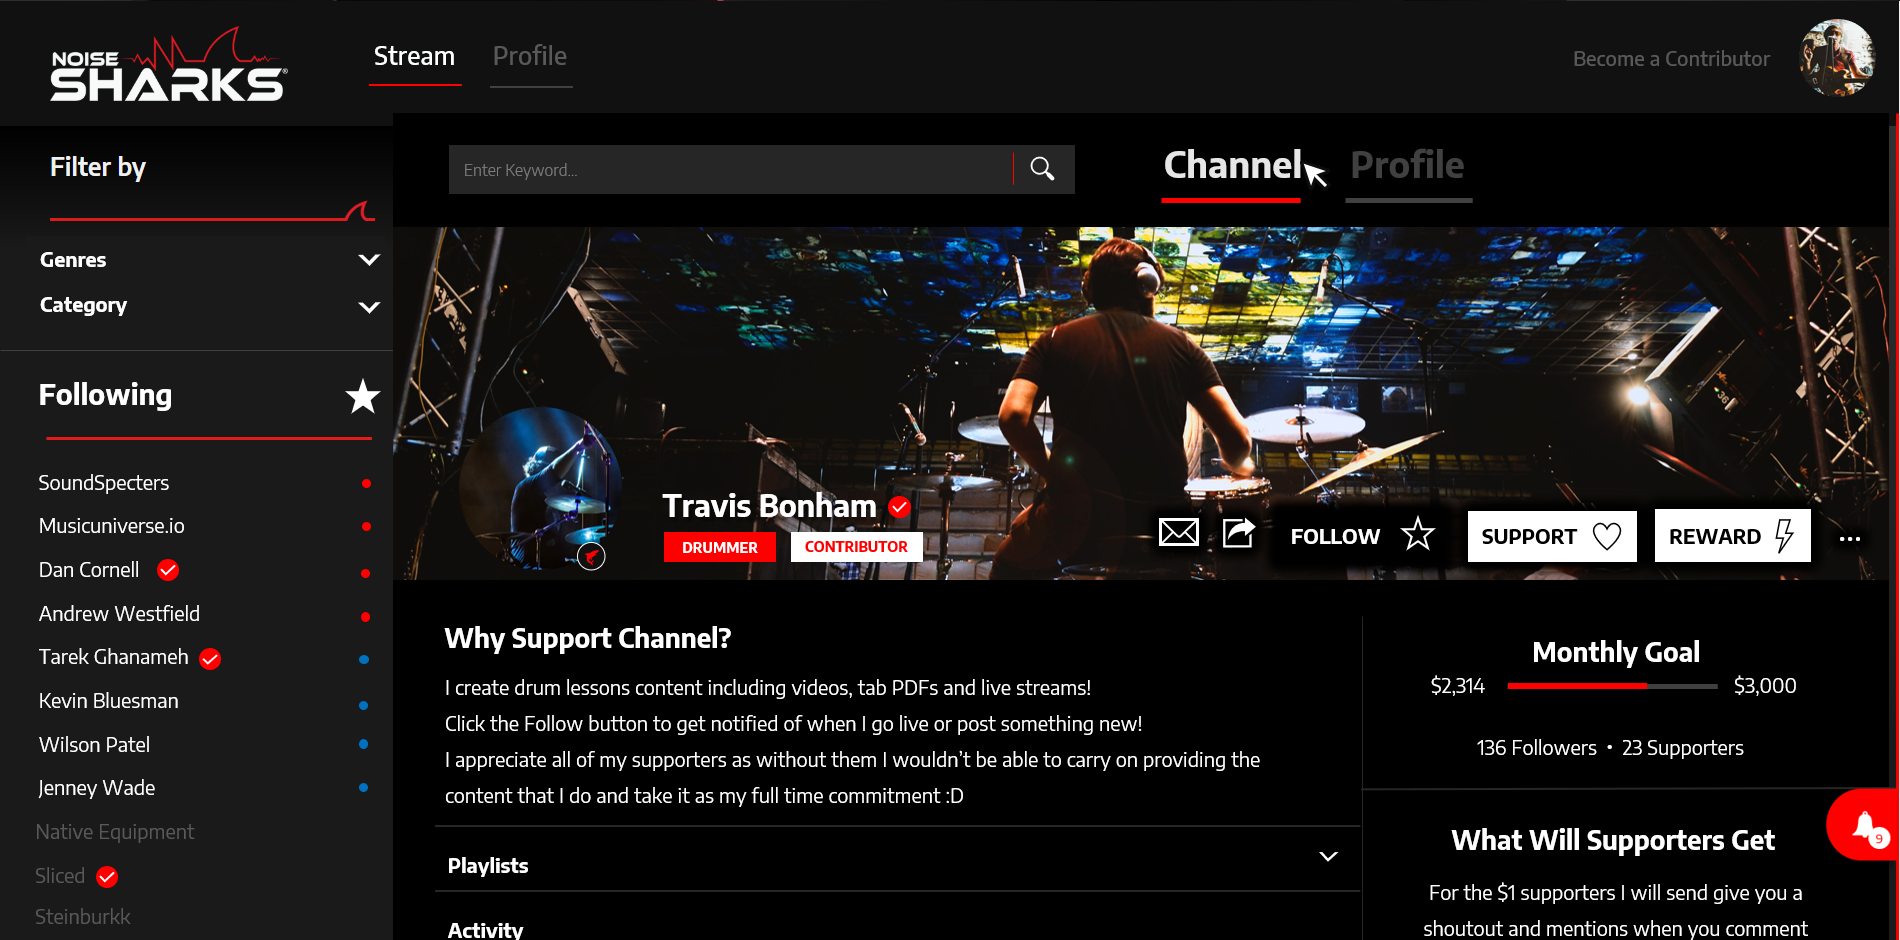 NOISE
SHARKS®
Stream
Profile
Become a Contributor
Filter by
Genres
Category
Following
SoundSpecters
Musicuniverse.io
Dan Cornell
Andrew Westfield
Tarek Ghanameh
Kevin Bluesman
Wilson Patel
Jenney Wade
Native Equipment
Sliced
Steinburkk
Enter Keyword...
Channel
Profile
Travis Bonham
DRUMMER
CONTRIBUTOR
FOLLOW
SUPPORT
REWARD
...
Why Support Channel?
I create drum lessons content including videos, tab PDFs and live streams!
Click the Follow button to get notified of when I go live or post something new!
I appreciate all of my supporters as without them I wouldn’t be able to carry on providing the
content that I do and take it as my full time commitment :D
Playlists
Activity
Monthly Goal
$2,314
$3,000
136 Followers • 23 Supporters
9
What Will Supporters Get
For the $1 supporters I will send give you a
shoutout and mentions when you comment